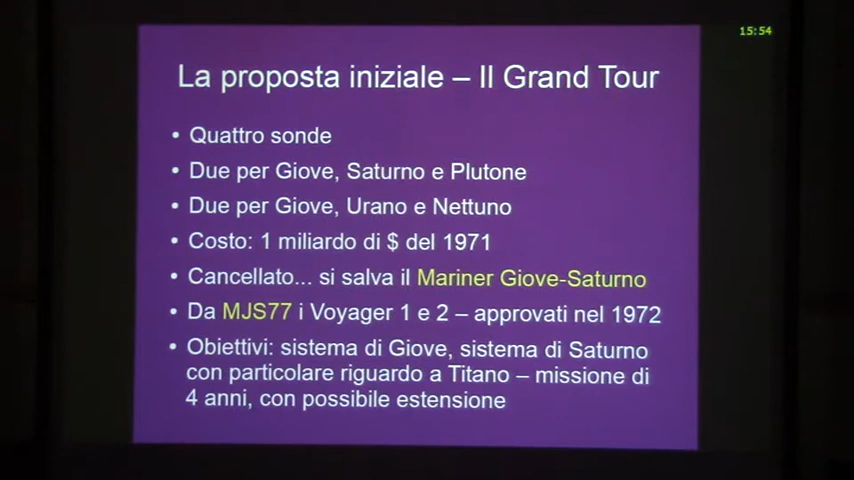 15:54
La proposta iniziale – Il Grand Tour
• Quattro sonde
• Due per Giove, Saturno e Plutone
• Due per Giove, Urano e Nettuno
• Costo: 1 miliardo di $ del 1971
• Cancellato... si salva il Mariner Giove-Saturno
• Da MJS77 i Voyager 1 e 2 – approvati nel 1972
• Obiettivi: sistema di Giove, sistema di Saturno
con particolare riguardo a Titano – missione di
4 anni, con possibile estensione